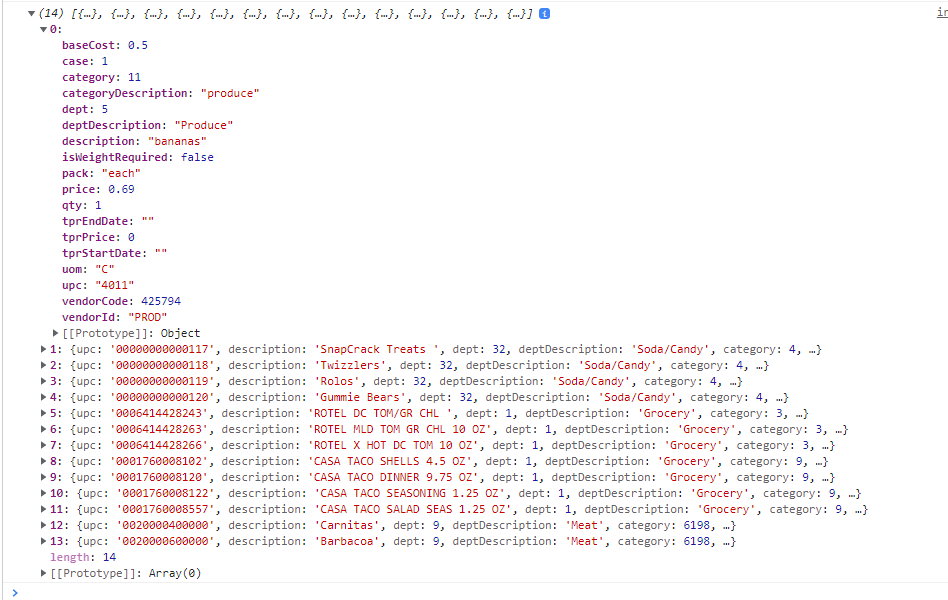 (14) [{…}, {…}, {…}, {…}, {…}, {…}, {…}, {…}, {…}, {…}, {…}, {…}, {…}, {…}] i
0:
baseCost: 0.5
case: 1
category: 11
categoryDescription: "produce"
dept: 5
deptDescription: "Produce"
description: "bananas"
isWeightRequired: false
pack: "each"
price: 0.69
qty: 1
tprEndDate: ""
tprPrice: 0
tprStartDate: ""
uom: "C"
upc: "4011"
vendorCode: 425794
vendorId: "PROD"
[[Prototype]]: Object
1: {upc: '00000000000117', description: 'SnapCrack Treats ', dept: 32, deptDescription: 'Soda/Candy', category: 4, …}
2: {upc: '00000000000118', description: 'Twizzlers', dept: 32, deptDescription: 'Soda/Candy', category: 4, …}
3: {upc: '00000000000119', description: 'Rolos', dept: 32, deptDescription: 'Soda/Candy', category: 4, …}
4: {upc: '00000000000120', description: 'Gummie Bears', dept: 32, deptDescription: 'Soda/Candy', category: 4, …}
5: {upc: '0006414428243', description: 'ROTEL DC TOM/GR CHL ', dept: 1, deptDescription: 'Grocery', category: 3, …}
6: {upc: '0006414428263', description: 'ROTEL MLD TOM GR CHL 10 OZ', dept: 1, deptDescription: 'Grocery', category: 3, …}
7: {upc: '0006414428266', description: 'ROTEL X HOT DC TOM 10 OZ', dept: 1, deptDescription: 'Grocery', category: 3, …}
8: {upc: '0001760008102', description: 'CASA TACO SHELLS 4.5 OZ', dept: 1, deptDescription: 'Grocery', category: 9, …}
9: {upc: '0001760008120', description: 'CASA TACO DINNER 9.75 OZ', dept: 1, deptDescription: 'Grocery', category: 9, …}
10: {upc: '0001760008122', description: 'CASA TACO SEASONING 1.25 OZ', dept: 1, deptDescription: 'Grocery', category: 9, …}
11: {upc: '0001760008557', description: 'CASA TACO SALAD SEAS 1.25 OZ', dept: 1, deptDescription: 'Grocery', category: 9, …}
12: {upc: '0020000400000', description: 'Carnitas', dept: 9, deptDescription: 'Meat', category: 6198, …}
13: {upc: '0020000600000', description: 'Barbacoa', dept: 9, deptDescription: 'Meat', category: 6198, …}
length: 14
[[Prototype]]: Array(0)